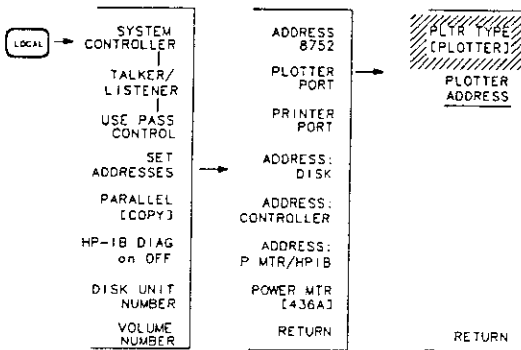 LOCAL
SYSTEM
CONTROLLER
TALKER/
LISTENER
USE PASS
CONTROL
SET
ADDRESSES
PARALLEL
[COPY]
HP-IB DIAG
on OFF
DISK UNIT
NUMBER
VOLUME
NUMBER
ADDRESS
8752
PLOTTER
PORT
PRINTER
PORT
ADDRESS:
DISK
ADDRESS:
CONTROLLER
ADDRESS:
P MTR/HPIB
POWER MTR
[436A]
RETURN
PLTR TYPE
[PLOTTER]
PLOTTER
ADDRESS
RETURN